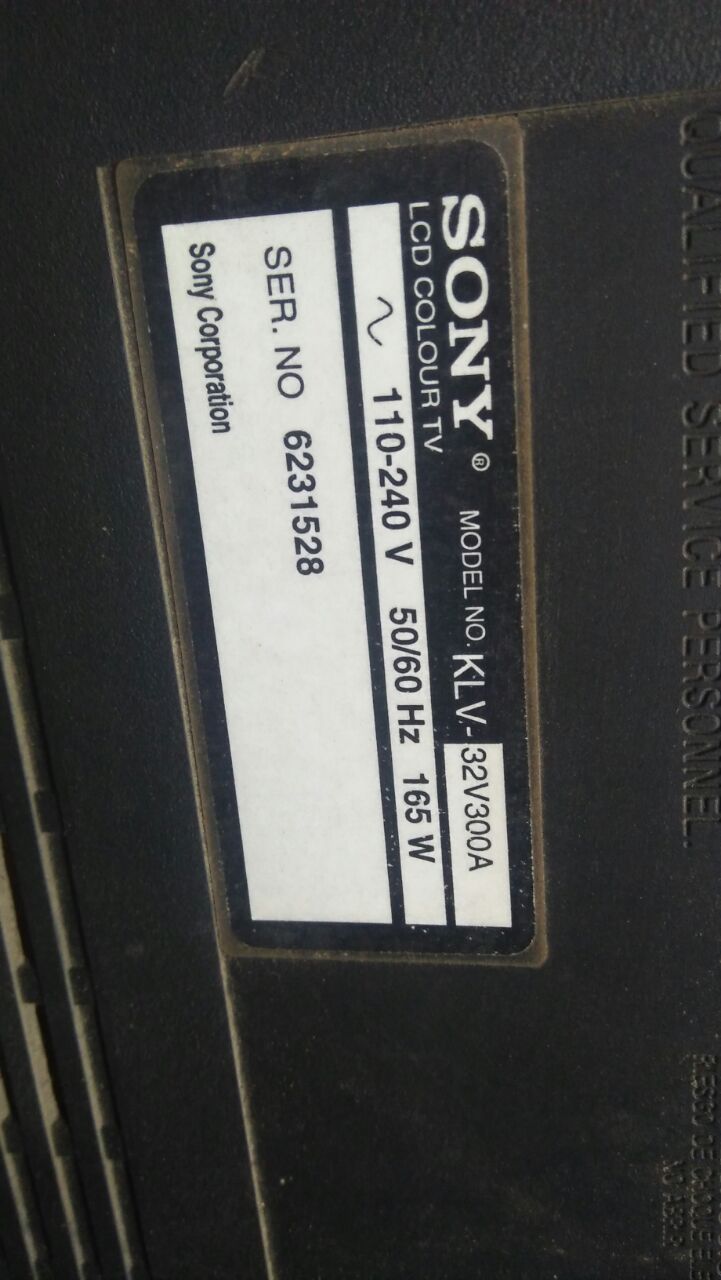 QUALIFIED SERVICE PERSONNEL.
SONY ® MODEL NO. KLV-32V300A
LCD COLOUR TV
∿ 110-240 V 50/60 Hz 165 W
SER. NO 6231528
Sony Corporation